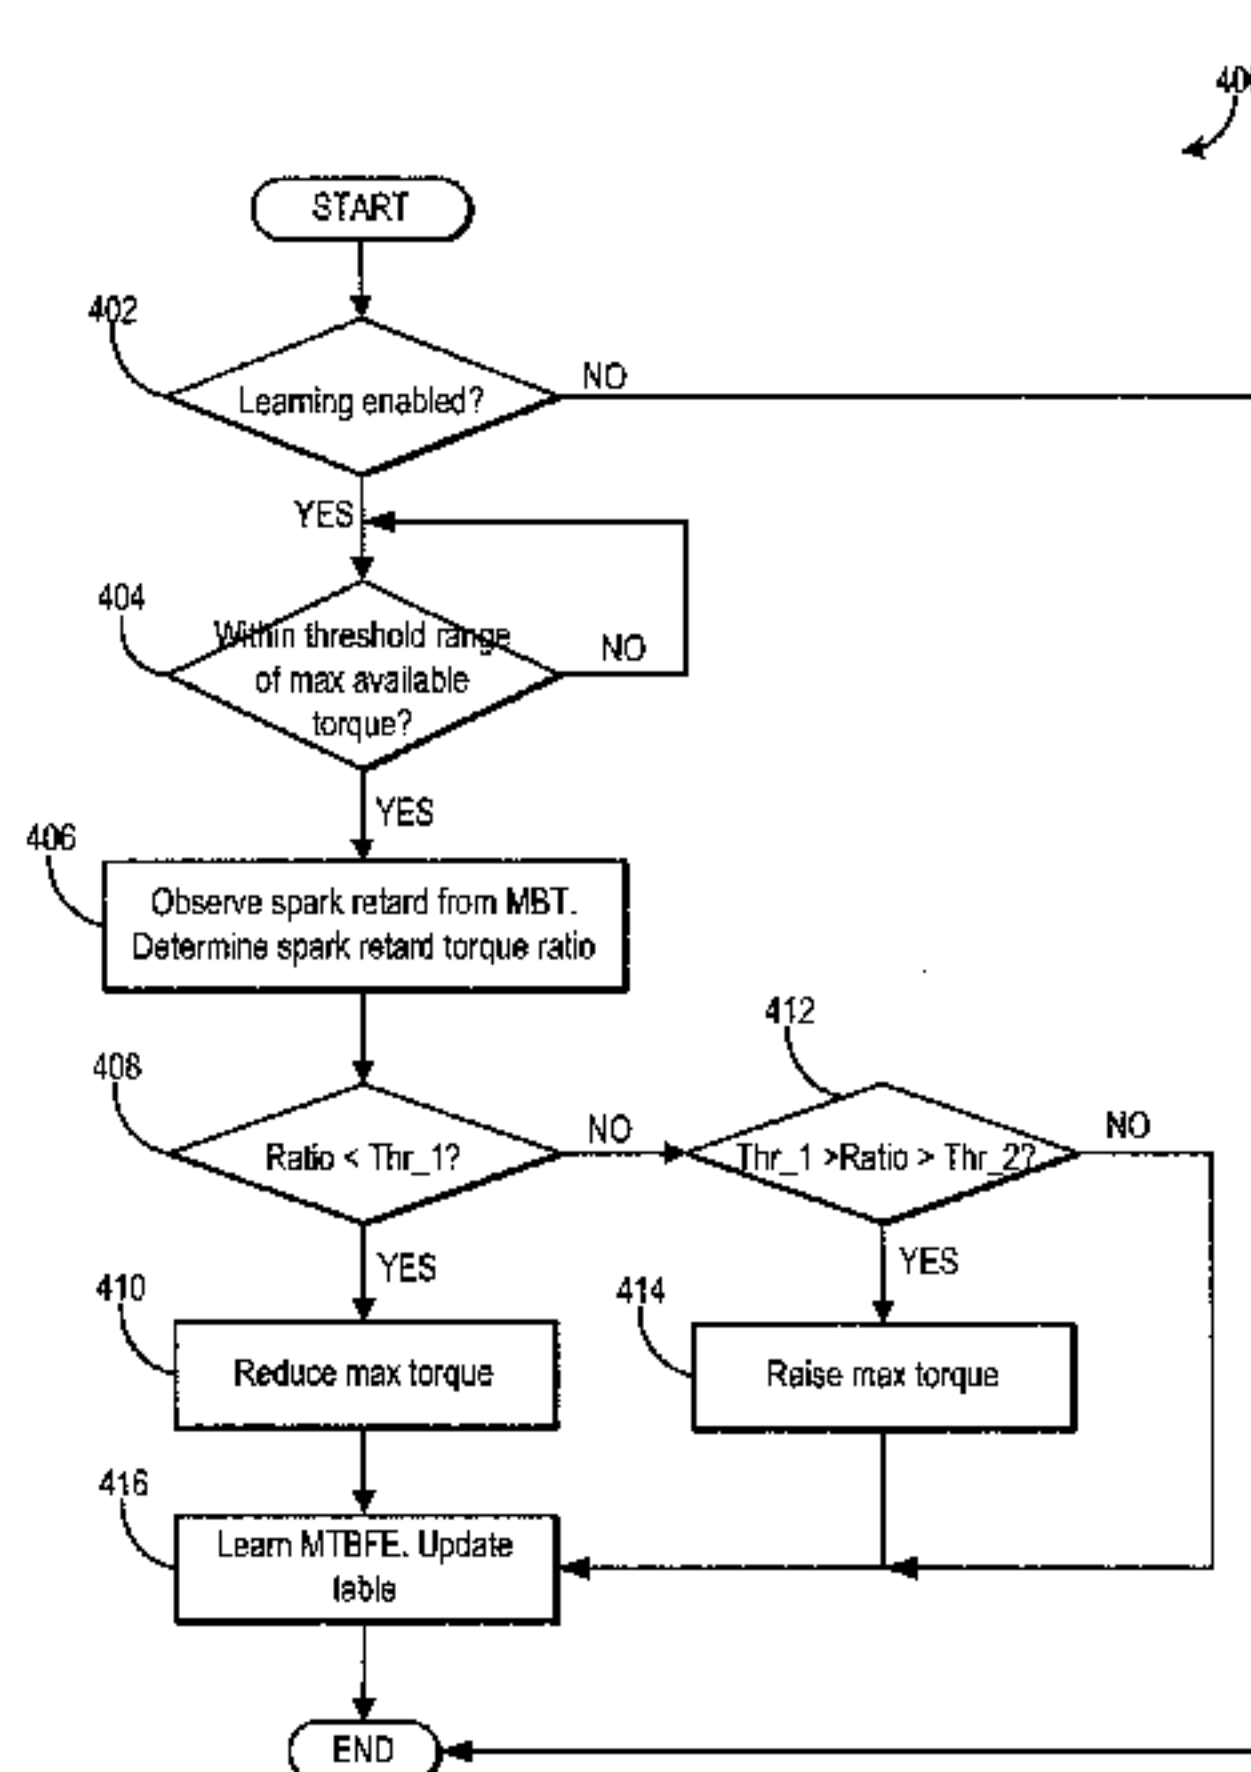 40
START
402
Learning enabled?
NO
YES
404
Within threshold range
of max available
torque?
NO
YES
406
Observe spark retard from MBT.
Determine spark retard torque ratio
412
408
Ratio < Thr_1?
NO
Thr_1 >Ratio > Thr_2?
NO
YES
YES
410
Reduce max torque
414
Raise max torque
416
Learn MTBFE. Update
table
END